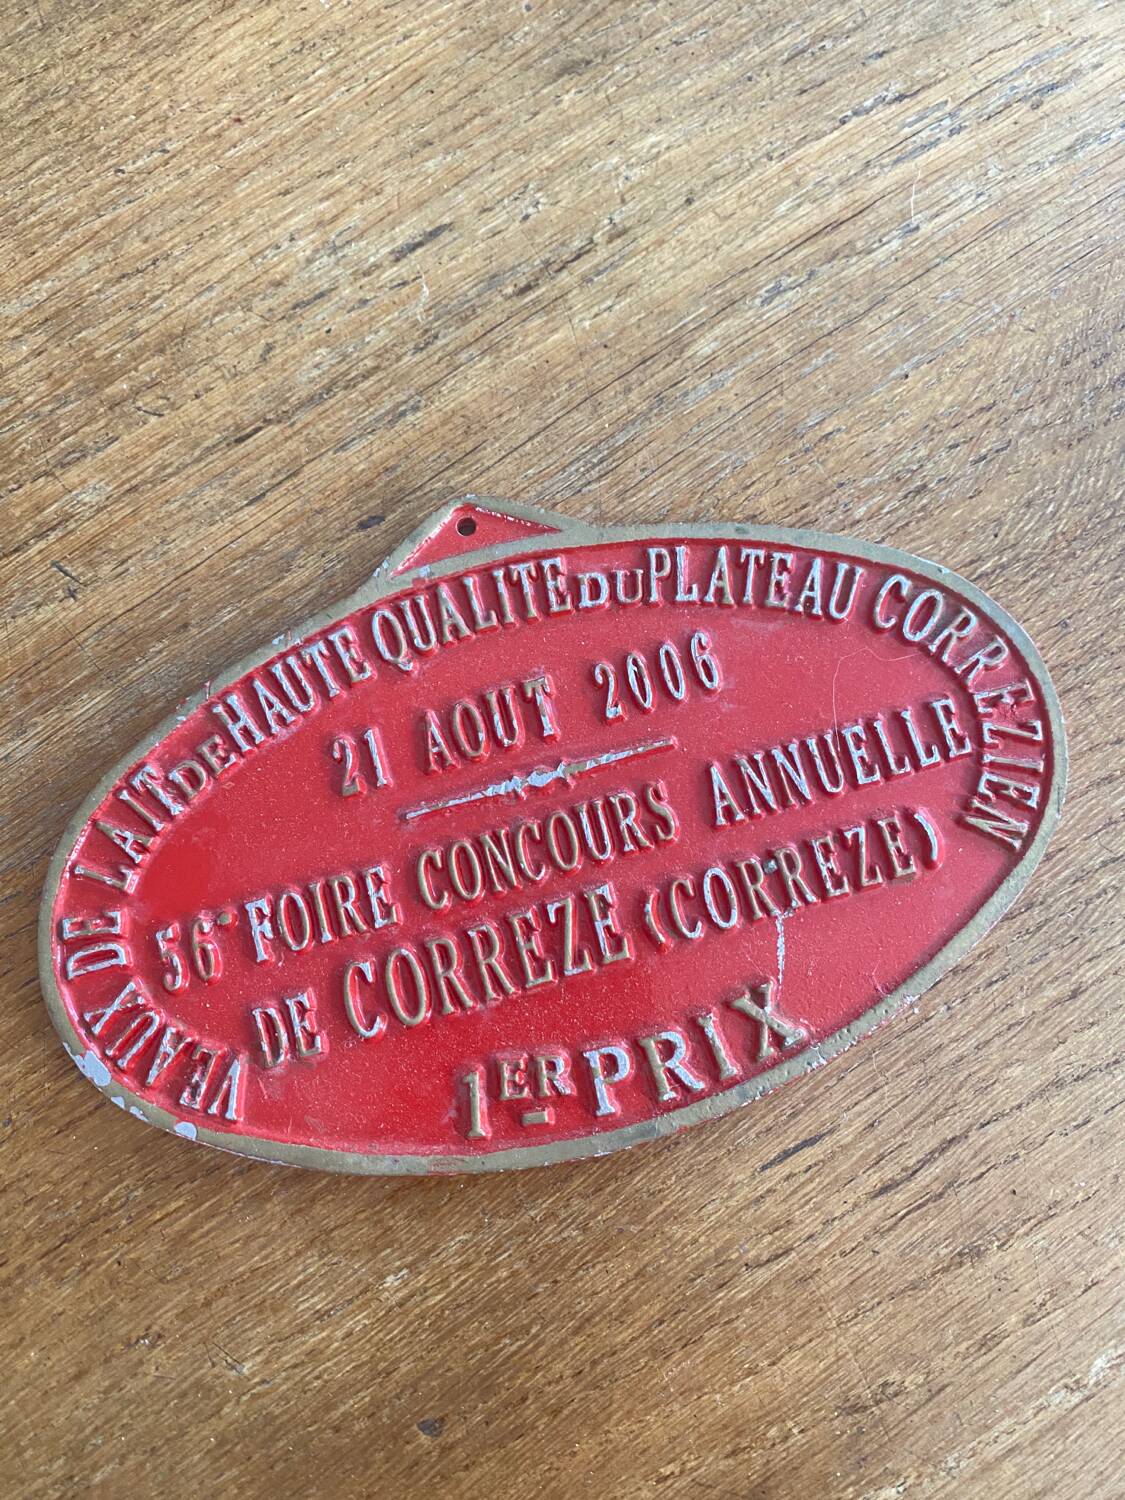 VEAUX DE LAIT DE HAUTE QUALITE DU PLATEAU CORREZIEN
21 AOUT 2006
56° FOIRE CONCOURS ANNUELLE
DE CORREZE (CORREZE)
1ER PRIX